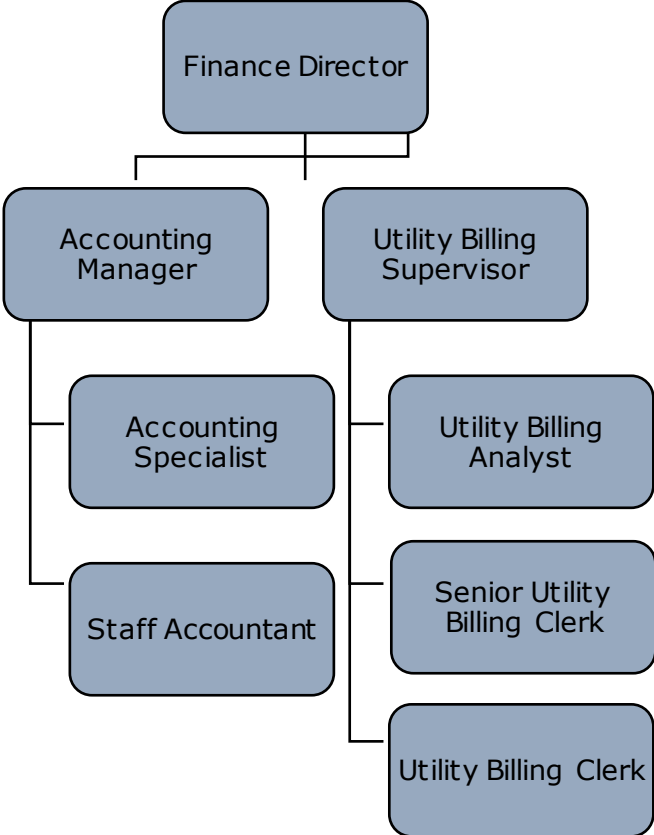 Finance Director
Accounting
Manager
Utility Billing
Supervisor
Accounting
Specialist
Utility Billing
Analyst
Staff Accountant
Senior Utility
Billing Clerk
Utility Billing Clerk